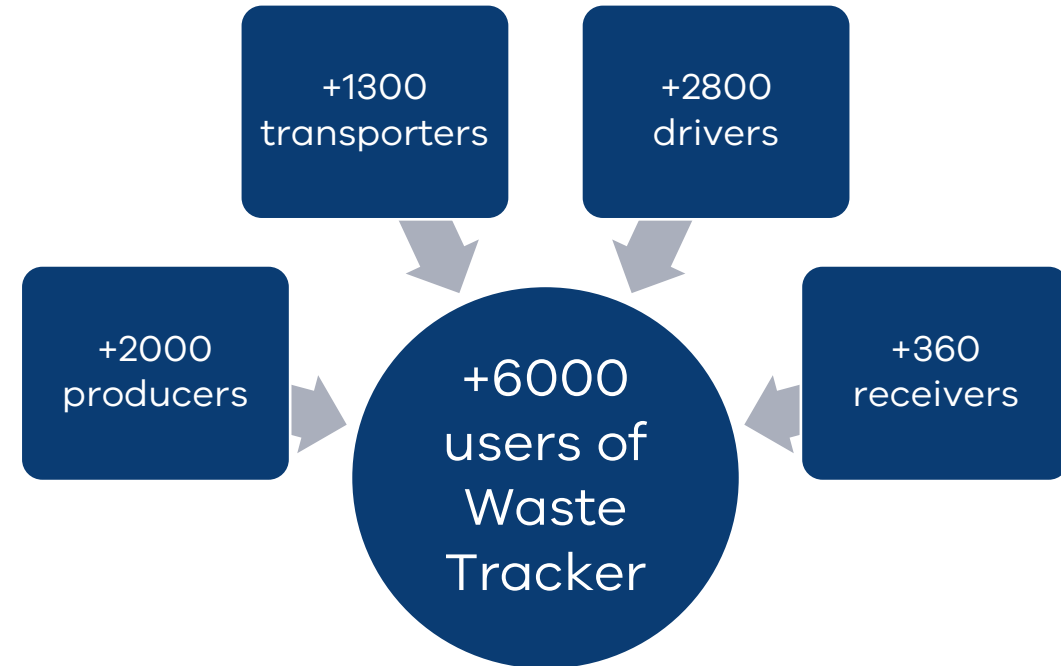 +1300
transporters
+2800
drivers
+2000
producers
+360
receivers
+6000
users of
Waste
Tracker